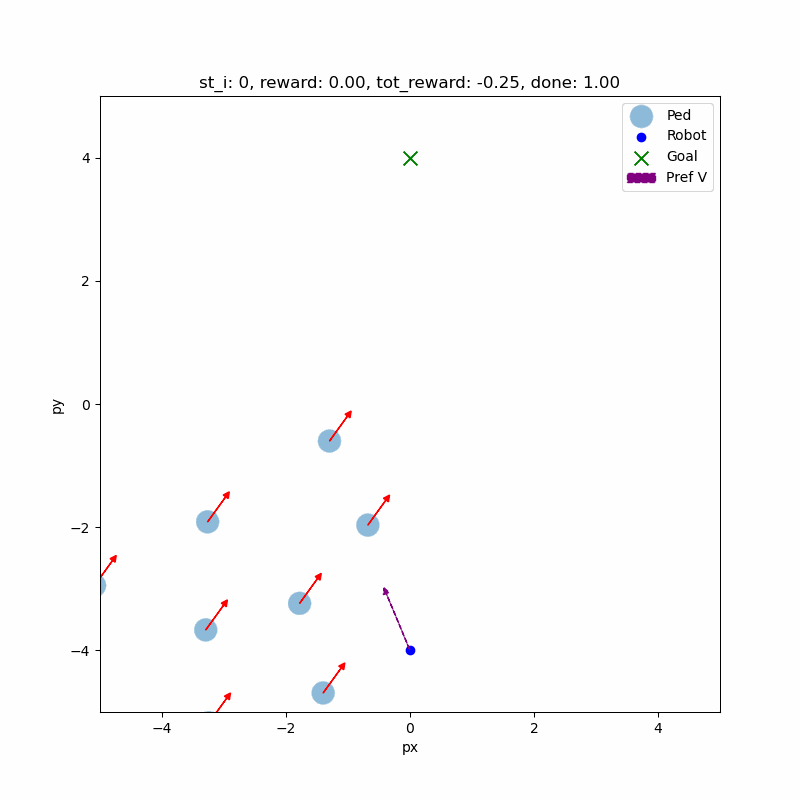 st_i: 0, reward: 0.00, tot_reward: -0.25, done: 1.00
Ped
Robot
Goal
Pref V
4
2
0
−2
−4
py
−4
−2
0
2
4
px